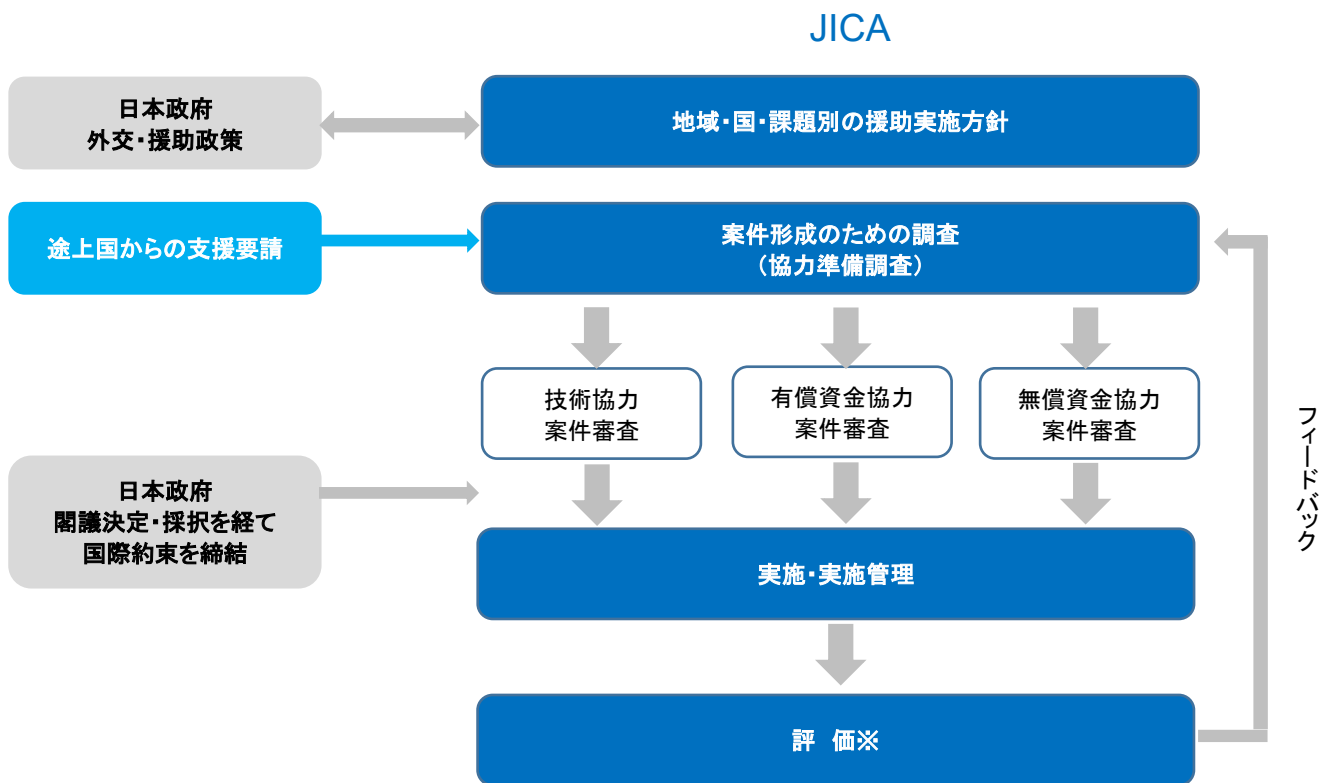 JICA
日本政府
外交・援助政策
地域・国・課題別の援助実施方針
途上国からの支援要請
案件形成のための調査
（協力準備調査）
技術協力
案件審査
有償資金協力
案件審査
無償資金協力
案件審査
日本政府
閣議決定・採択を経て
国際約束を締結
実施・実施管理
評　価※
フィードバック